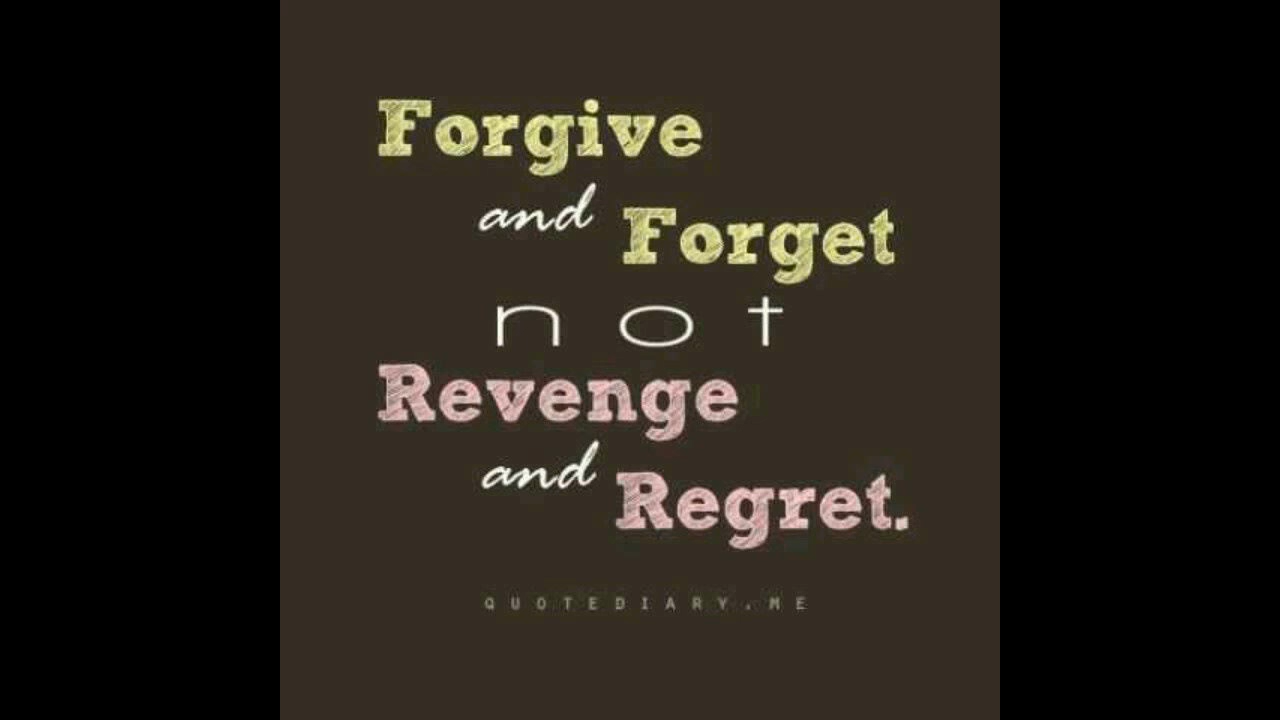 Forgive
and Forget
not
Revenge
and Regret.
QUOTEDIARY.ME